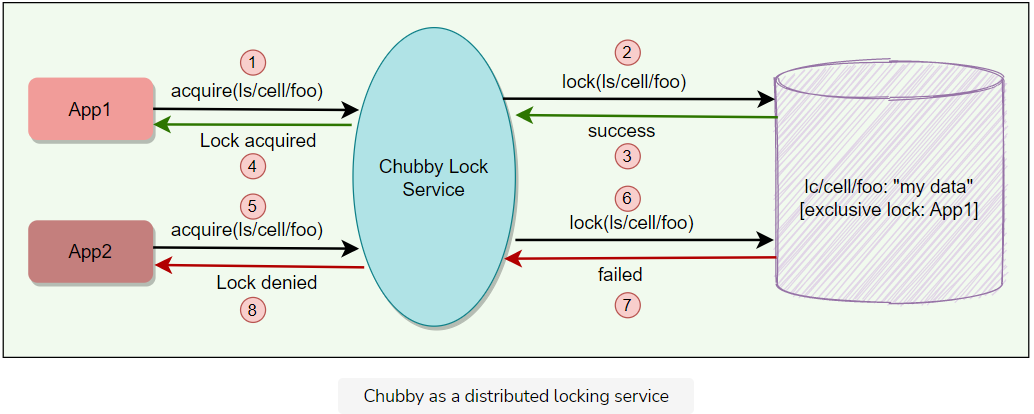 1
acquire(ls/cell/foo)
App1
Lock acquired
4
2
lock(ls/cell/foo)
success
3
Chubby Lock
Service
lc/cell/foo: "my data"
[exclusive lock: App1]
5
acquire(ls/cell/foo)
App2
Lock denied
8
6
lock(ls/cell/foo)
failed
7
Chubby as a distributed locking service